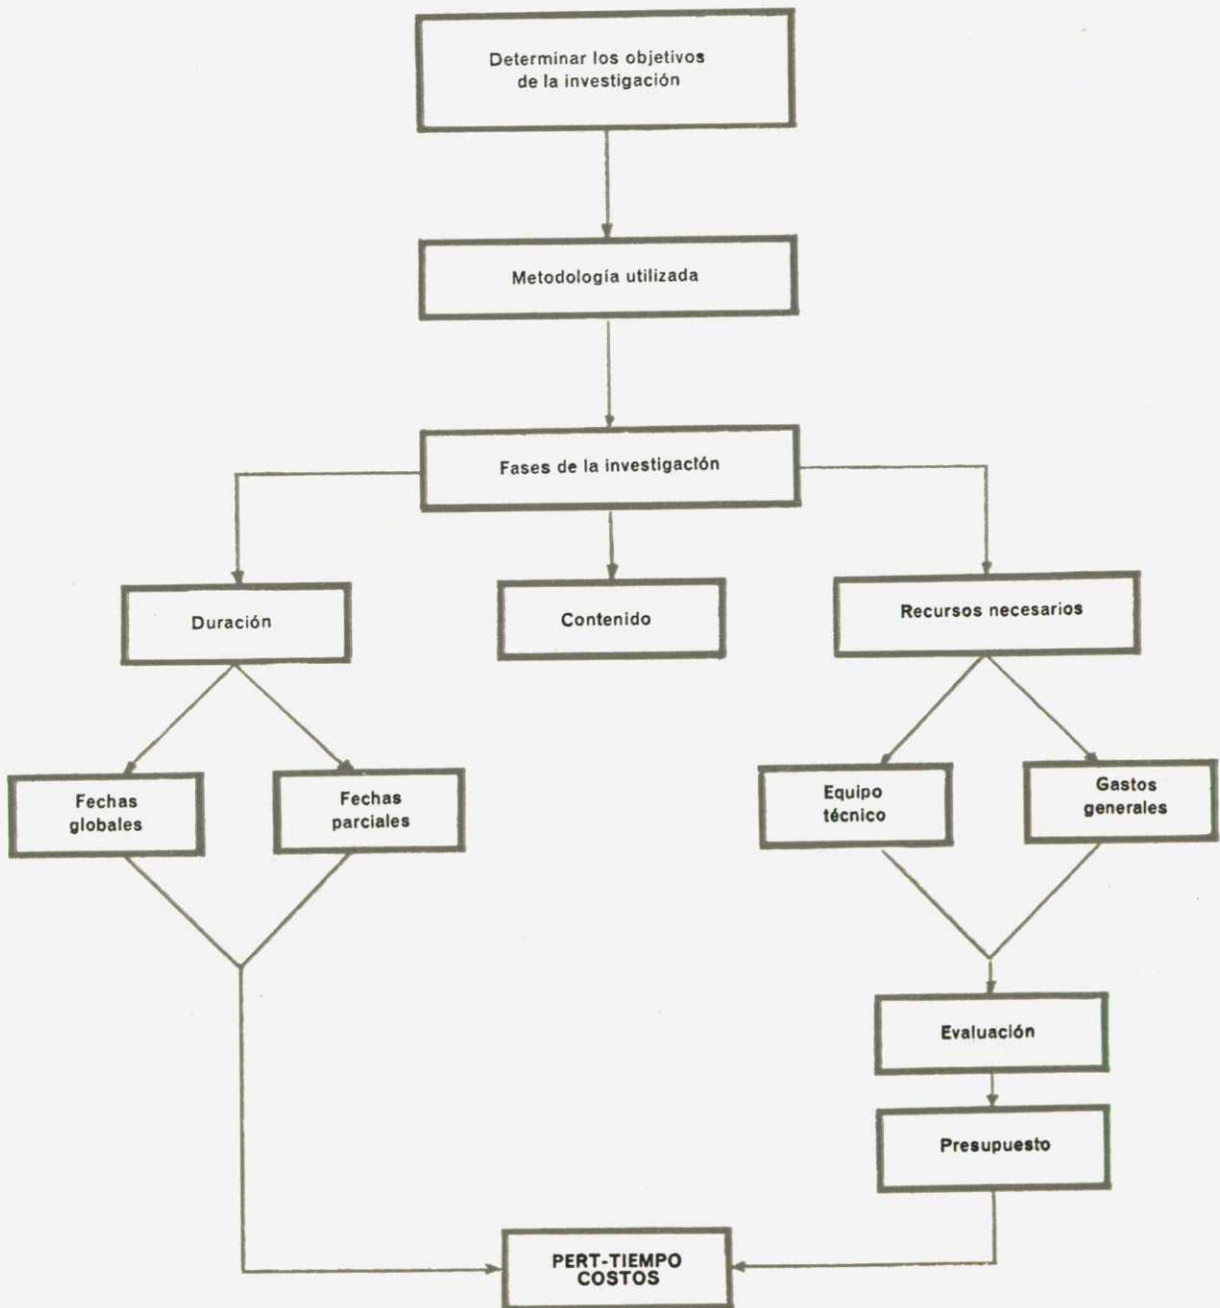 Determinar los objetivos
de la investigación
Metodología utilizada
Fases de la investigación
Duración
Contenido
Recursos necesarios
Fechas
globales
Fechas
parciales
Equipo
técnico
Gastos
generales
Evaluación
Presupuesto
PERT-TIEMPO
COSTOS